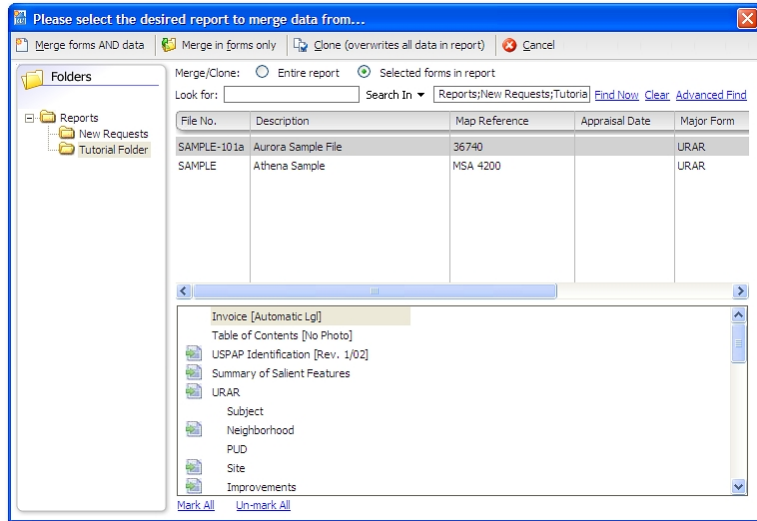 Please select the desired report to merge data from...
Merge forms AND data Merge in forms only Clone (overwrites all data in report) Cancel
Folders
Reports
New Requests
Tutorial Folder
Merge/Clone: Entire report Selected forms in report
Look for: Search In Reports;New Requests;Tutoria Find Now Clear Advanced Find
File No. Description Map Reference Appraisal Date Major Form
SAMPLE-101a Aurora Sample File 36740 URAR
SAMPLE Athena Sample MSA 4200 URAR
Invoice [Automatic Lgl]
Table of Contents [No Photo]
USPAP Identification [Rev. 1/02]
Summary of Salient Features
URAR
Subject
Neighborhood
PUD
Site
Improvements
Mark All Un-mark All